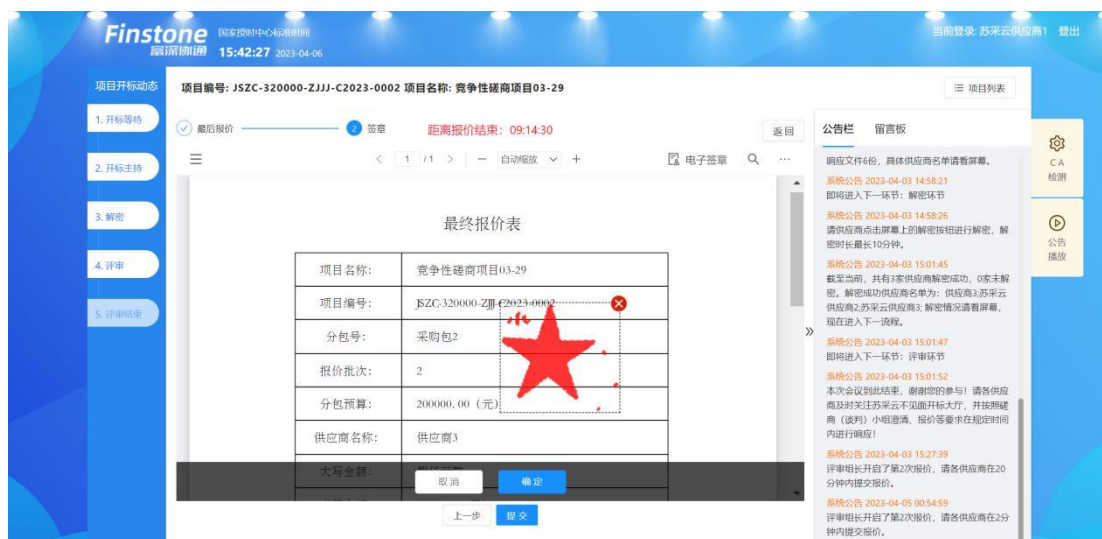 Finstone
富深协通
国家授时中心标准时间
15:42:27 2023-04-06
当前登录: 苏采云供应商1 登出
项目开标动态
1. 开标等待
2. 开标主持
3. 解密
4. 评审
5. 评审结束
项目编号: JSZC-320000-ZJJJ-C2023-0002 项目名称: 竞争性磋商项目03-29
项目列表
最后报价
2 签章
距离报价结束: 09:14:30
返 回
1 / 1
自动缩放
电子签章
最终报价表
项目名称: 竞争性磋商项目03-29
项目编号: JSZC-320000-ZJJJ-C2023-0002
分包号: 采购包2
报价批次: 2
分包预算: 200000.00（元）
供应商名称: 供应商3
大写金额:
取 消
确 定
上一步
提 交
公告栏 留言板
响应文件6份，具体供应商名单请看屏幕。
系统公告 2023-04-03 14:58:21
即将进入下一环节：解密环节
系统公告 2023-04-03 14:58:26
请供应商点击屏幕上的解密按钮进行解密，解
密时长最长10分钟。
系统公告 2023-04-03 15:01:45
截至当前，共有3家供应商解密成功，0家未解
密。解密成功供应商名单为：供应商3;苏采云
供应商2;苏采云供应商3; 解密情况请看屏幕，
现在进入下一流程。
系统公告 2023-04-03 15:01:47
即将进入下一环节：评审环节
系统公告 2023-04-03 15:01:52
本次会议到此结束，谢谢您的参与！请各供应
商及时关注苏采云不见面开标大厅，并按照磋
商（谈判）小组澄清、报价等要求在规定时间
内进行响应！
系统公告 2023-04-03 15:27:39
评审组长开启了第2次报价，请各供应商在20
分钟内提交报价。
系统公告 2023-04-05 00:54:59
评审组长开启了第2次报价，请各供应商在2分
钟内提交报价。
CA
检测
公告
播放